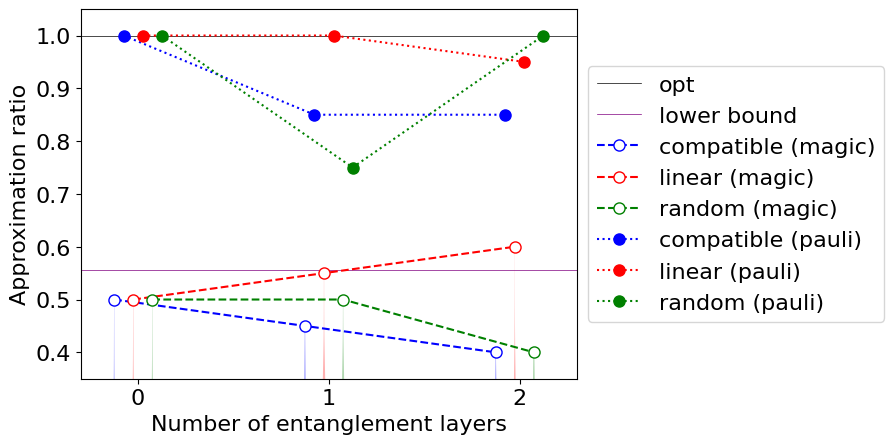 1.0
0.9
0.8
0.7
0.6
0.5
0.4
Approximation ratio
0 1 2
Number of entanglement layers
opt
lower bound
compatible (magic)
linear (magic)
random (magic)
compatible (pauli)
linear (pauli)
random (pauli)